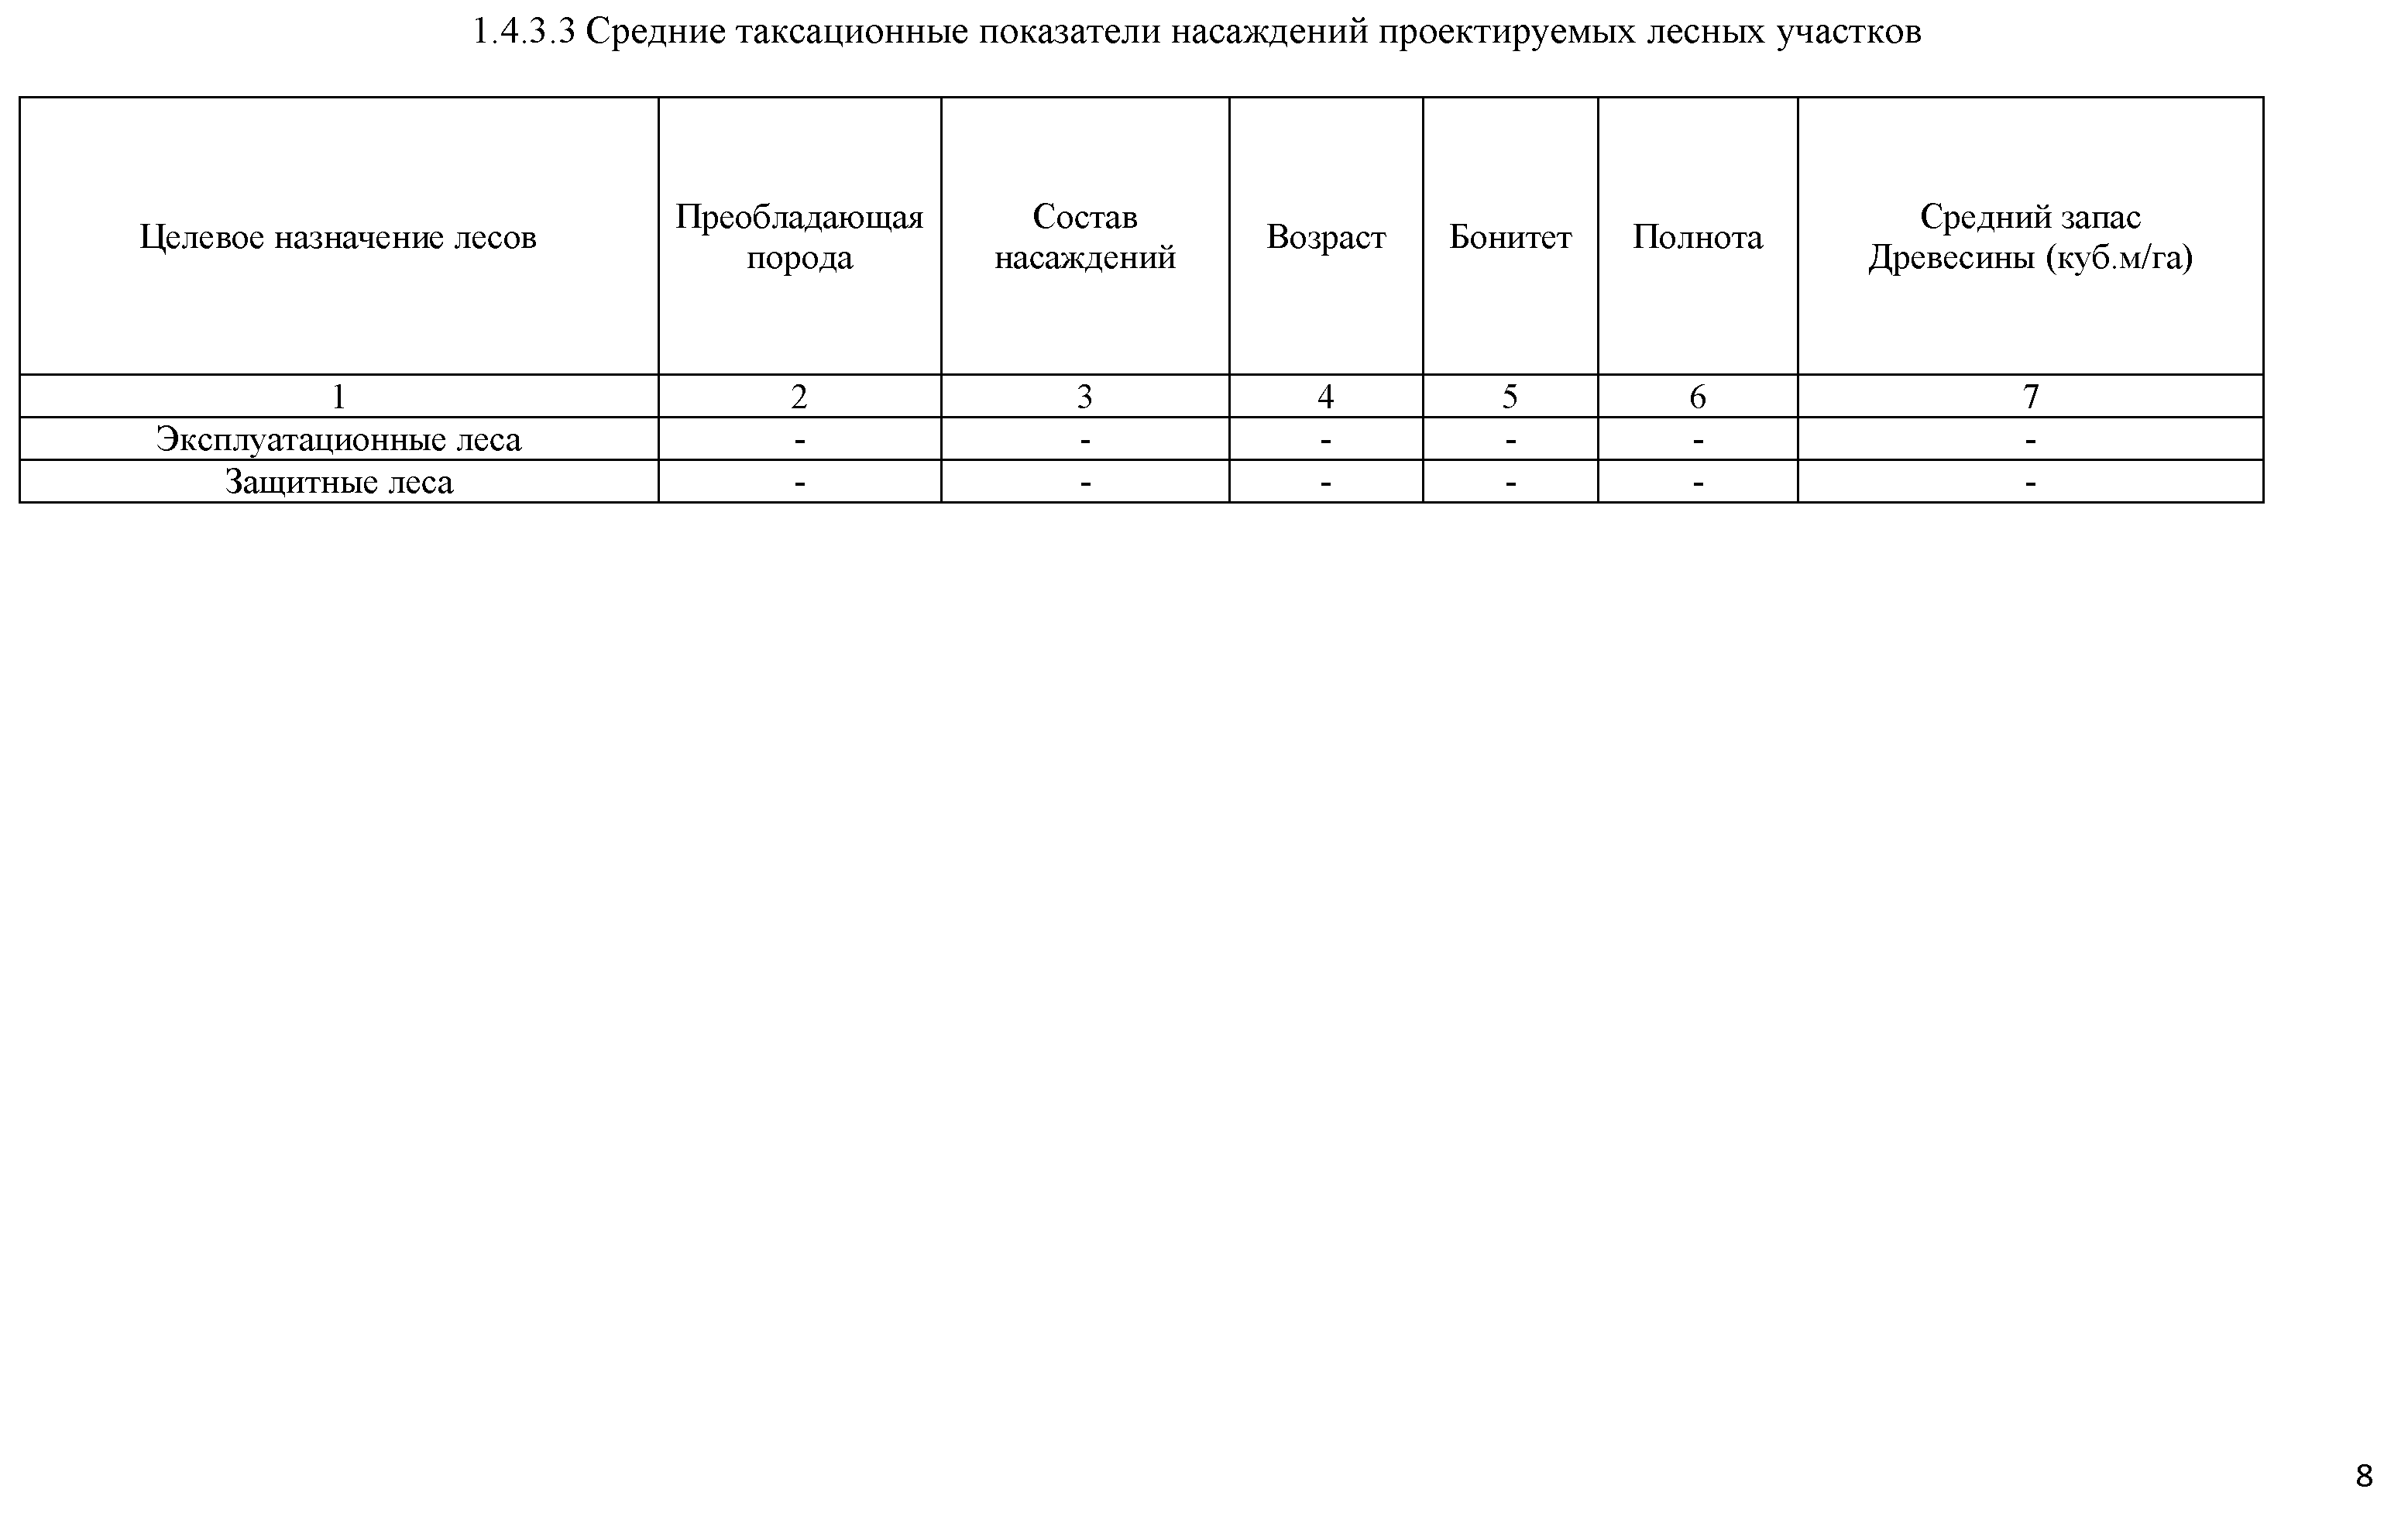 1.4.3.3 Средние таксационные показатели насаждений проектируемых лесных участков
Целевое назначение лесов
Преобладающая
порода
Состав
насаждений
Возраст
Бонитет
Полнота
Средний запас
Древесины (куб.м/га)
1 2 3 4 5 6 7
Эксплуатационные леса - - - - - -
Защитные леса - - - - - -
8